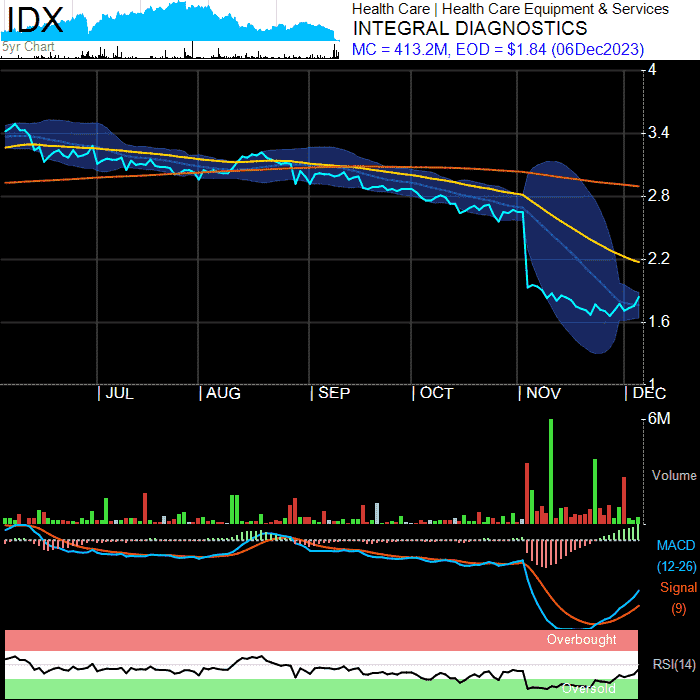 IDX
5yr Chart
Health Care | Health Care Equipment & Services
INTEGRAL DIAGNOSTICS
MC = 413.2M, EOD = $1.84 (06Dec2023)
4
3.4
2.8
2.2
1.6
1
| JUL | AUG | SEP | OCT | NOV | DEC
6M
Volume
MACD
(12-26)
Signal
(9)
Overbought
RSI(14)
Oversold